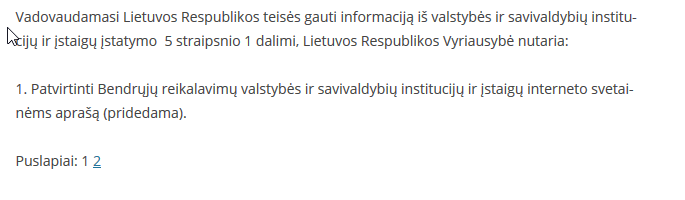 Vadovaudamasi Lietuvos Respublikos teisės gauti informaciją iš valstybės ir savivaldybių institu-
cijų ir įstaigų įstatymo  5 straipsnio 1 dalimi, Lietuvos Respublikos Vyriausybė nutaria:
1. Patvirtinti Bendrųjų reikalavimų valstybės ir savivaldybių institucijų ir įstaigų interneto svetai-
nėms aprašą (pridedama).
Puslapiai: 1 2